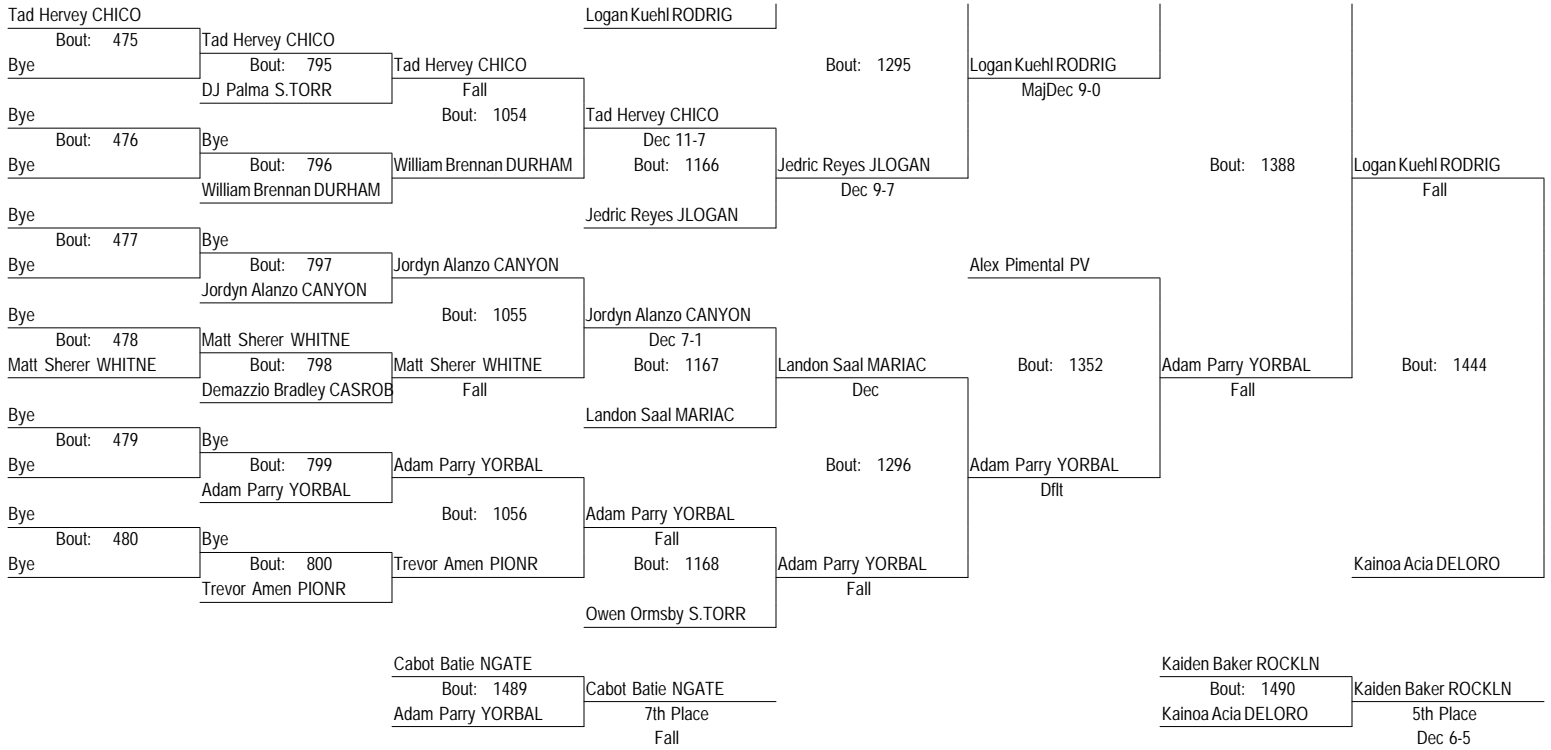 Tad Hervey CHICO
Logan Kuehl RODRIG
Bout: 475
Tad Hervey CHICO
Bye
Bout: 795
Tad Hervey CHICO
Bout: 1295
Logan Kuehl RODRIG
DJ Palma S.TORR
Fall
MajDec 9-0
Bye
Bout: 1054
Tad Hervey CHICO
Bout: 476
Bye
Dec 11-7
Bye
Bout: 796
William Brennan DURHAM
Bout: 1166
Jedric Reyes JLOGAN
Bout: 1388
Logan Kuehl RODRIG
William Brennan DURHAM
Dec 9-7
Fall
Bye
Jedric Reyes JLOGAN
Bout: 477
Bye
Bye
Bout: 797
Jordyn Alanzo CANYON
Alex Pimental PV
Jordyn Alanzo CANYON
Bye
Bout: 1055
Jordyn Alanzo CANYON
Bout: 478
Matt Sherer WHITNE
Dec 7-1
Matt Sherer WHITNE
Bout: 798
Matt Sherer WHITNE
Bout: 1167
Landon Saal MARIAC
Bout: 1352
Adam Parry YORBAL
Bout: 1444
Demazzio Bradley CASROB
Fall
Dec
Fall
Bye
Landon Saal MARIAC
Bout: 479
Bye
Bye
Bout: 799
Adam Parry YORBAL
Bout: 1296
Adam Parry YORBAL
Adam Parry YORBAL
Dflt
Bye
Bout: 1056
Adam Parry YORBAL
Bout: 480
Bye
Fall
Bye
Bout: 800
Trevor Amen PIONR
Bout: 1168
Adam Parry YORBAL
Kainoa Acia DELORO
Trevor Amen PIONR
Fall
Owen Ormsby S.TORR
Cabot Batie NGATE
Kaiden Baker ROCKLN
Bout: 1489
Cabot Batie NGATE
Bout: 1490
Kaiden Baker ROCKLN
Adam Parry YORBAL
7th Place
Kainoa Acia DELORO
5th Place
Fall
Dec 6-5